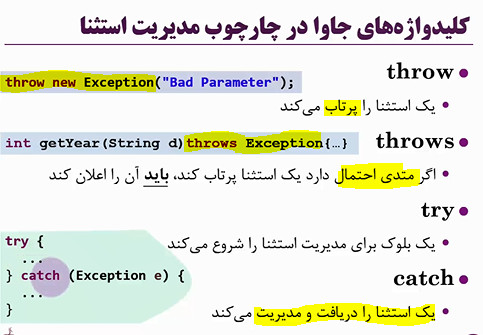 کلیدواژه‌های جاوا در چارچوب مدیریت استثنا
throw
throw new Exception("Bad Parameter");
یک استثنا را پرتاب می‌کند
throws
int getYear(String d)throws Exception{…}
اگر متدی احتمال دارد یک استثنا پرتاب کند، باید آن را اعلان کند
try
یک بلوک برای مدیریت استثنا را شروع می‌کند
catch
یک استثنا را دریافت و مدیریت می‌کند
try {
...
} catch (Exception e) {
...
}